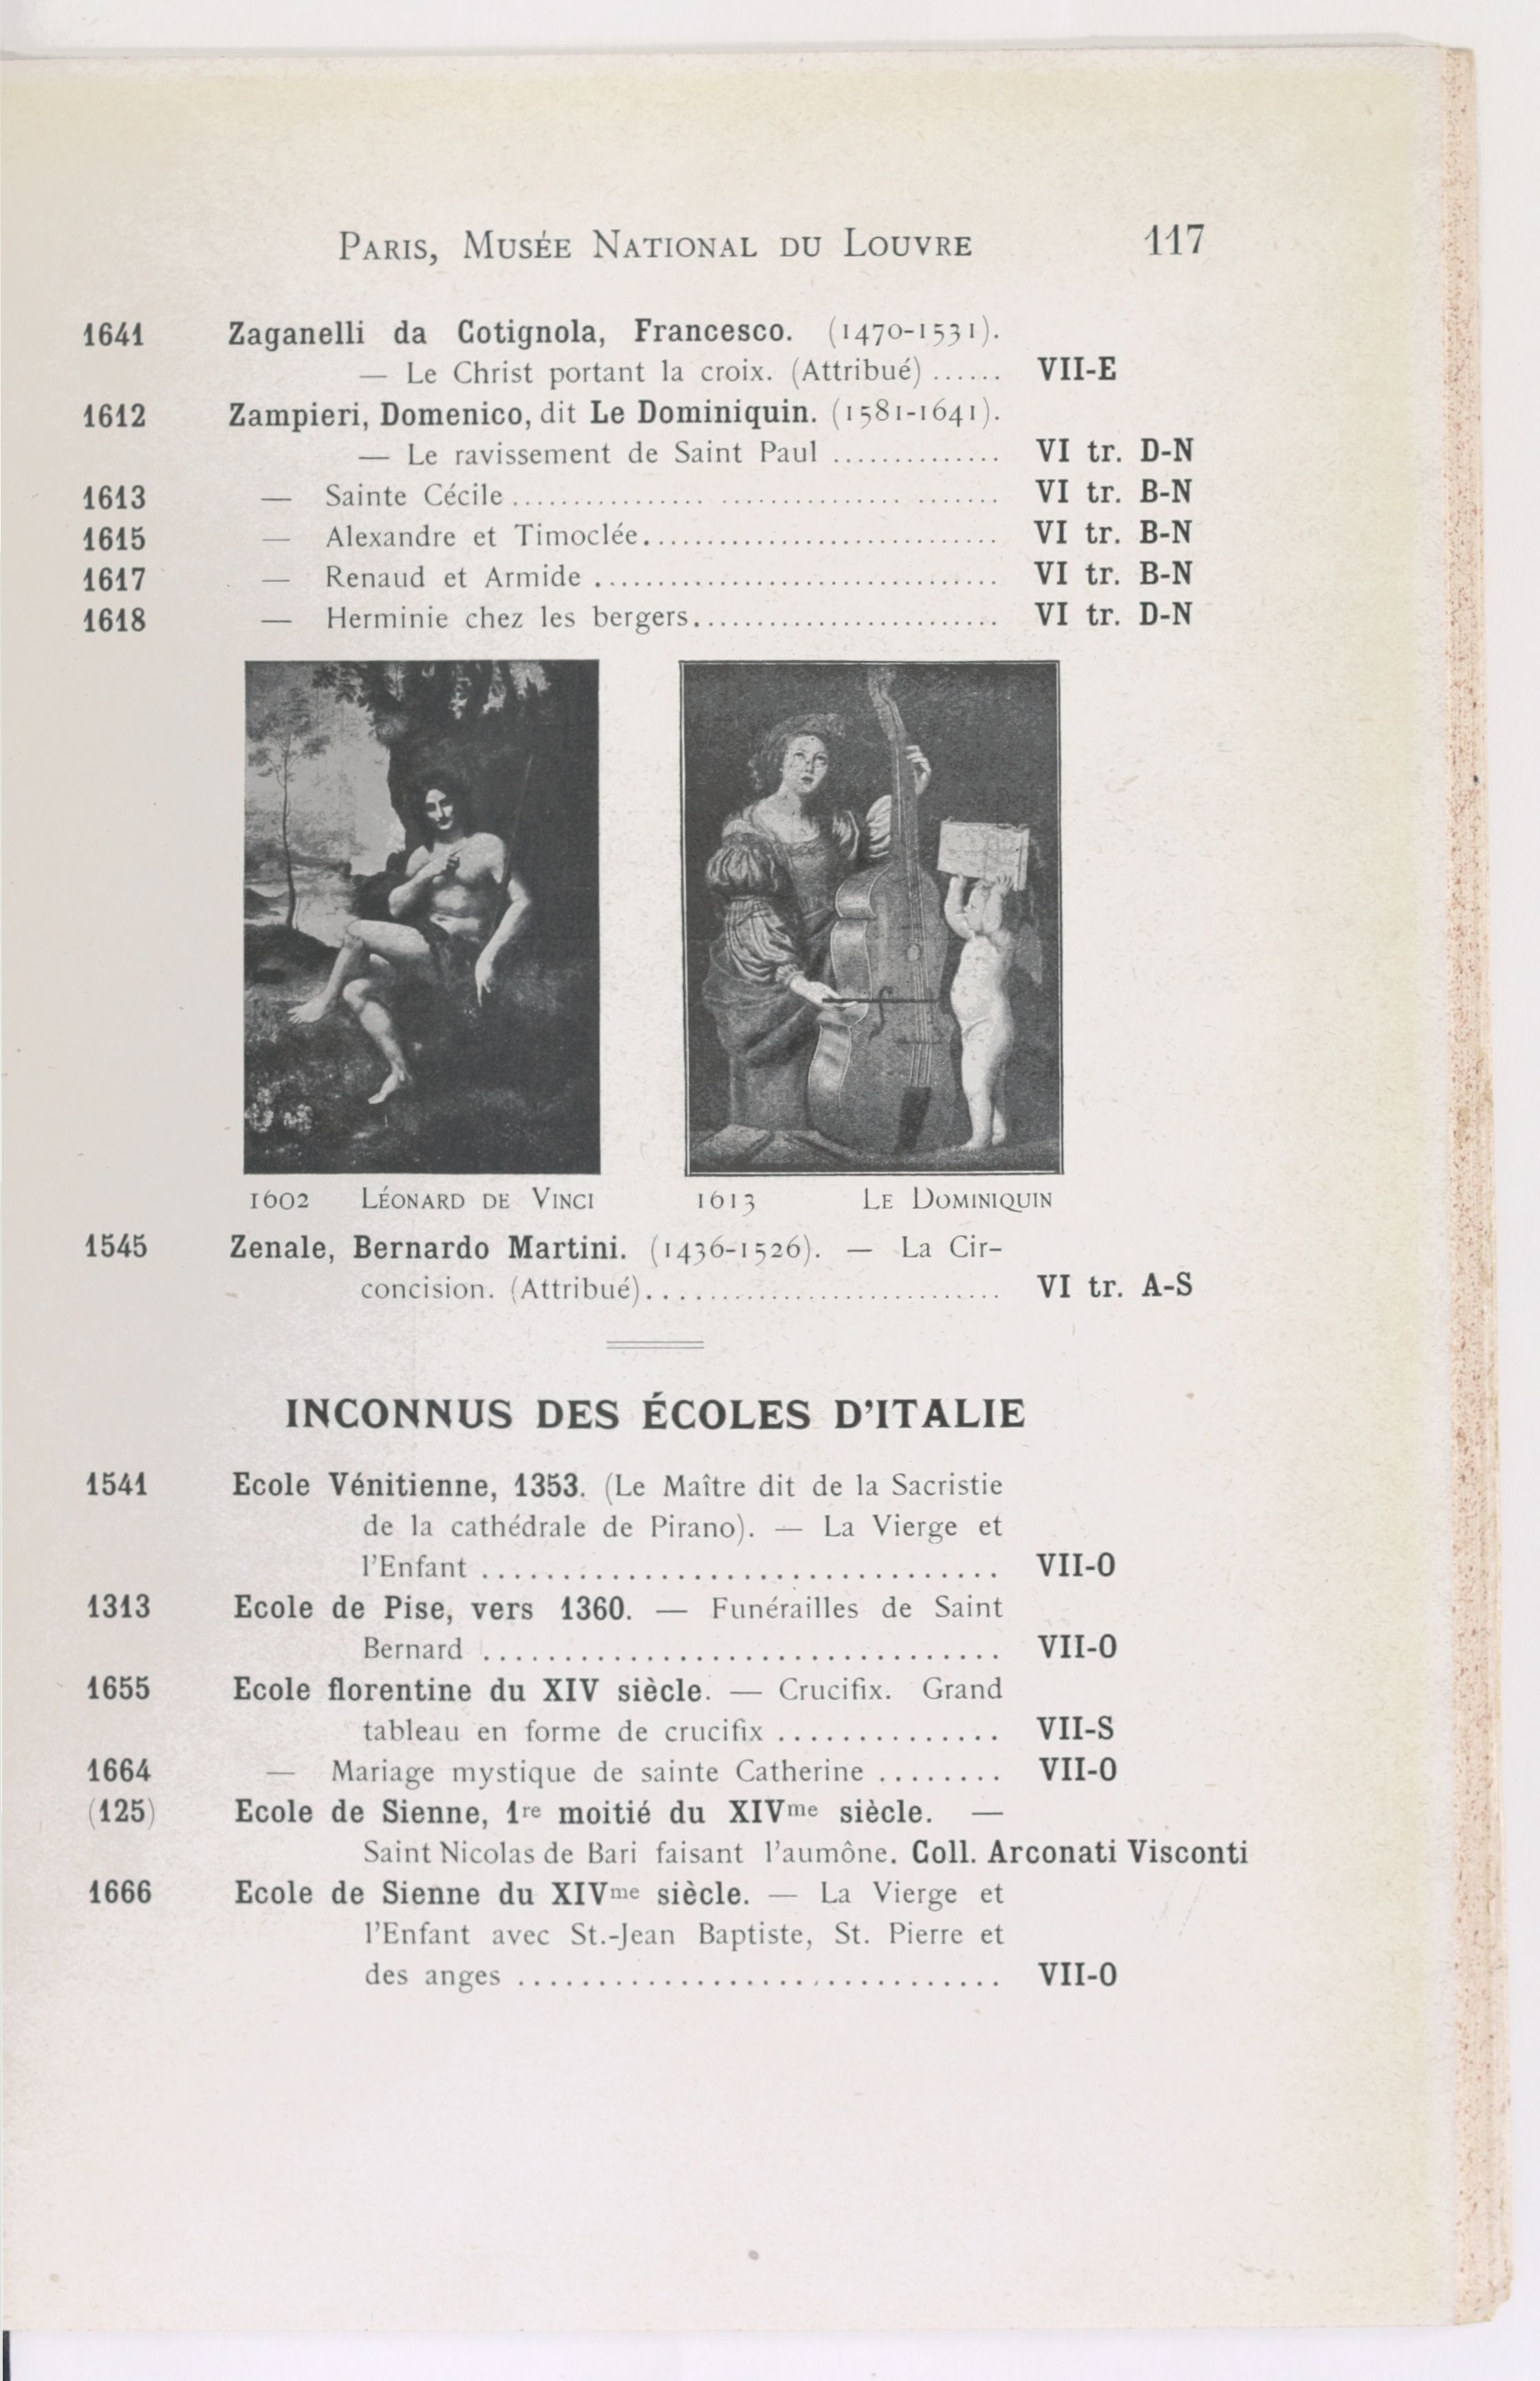 PARIS, MUSÉE NATIONAL DU LOUVRE 117
1641 Zaganelli da Cotignola, Francesco. (1470-1531).
— Le Christ portant la croix. (Attribué) ...... VII-E
1612 Zampieri, Domenico, dit Le Dominiquin. (1581-1641).
— Le ravissement de Saint Paul .............. VI tr. D-N
1613 — Sainte Cécile .............................. VI tr. B-N
1615 — Alexandre et Timoclée............................ VI tr. B-N
1617 — Renaud et Armide ................................ VI tr. B-N
1618 — Herminie chez les bergers........................ VI tr. D-N
1602 LÉONARD DE VINCI 1613 LE DOMINIQUIN
1545 Zenale, Bernardo Martini. (1436-1526). — La Cir-
concision. (Attribué)............................ VI tr. A-S
INCONNUS DES ÉCOLES D'ITALIE
1541 Ecole Vénitienne, 1353. (Le Maître dit de la Sacristie
de la cathédrale de Pirano). — La Vierge et
l'Enfant ................................ VII-O
1313 Ecole de Pise, vers 1360. — Funérailles de Saint
Bernard ................................ VII-O
1655 Ecole florentine du XIV siècle. — Crucifix. Grand
tableau en forme de crucifix .............. VII-S
1664 — Mariage mystique de sainte Catherine ........ VII-O
(125) Ecole de Sienne, 1re moitié du XIVme siècle. —
Saint Nicolas de Bari faisant l'aumône. Coll. Arconati Visconti
1666 Ecole de Sienne du XIVme siècle. — La Vierge et
l'Enfant avec St.-Jean Baptiste, St. Pierre et
des anges .............................. VII-O